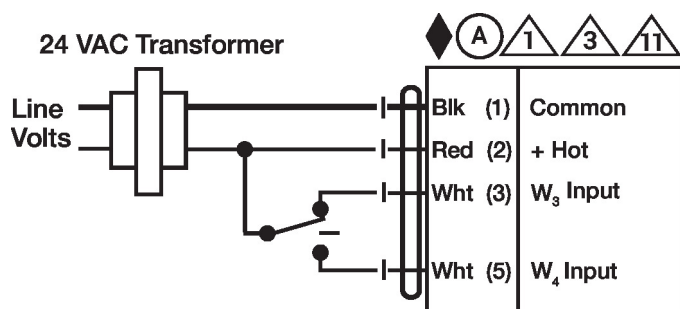 24 VAC Transformer
A 1 3 11
Line
Volts
Blk (1) Common
Red (2) + Hot
Wht (3) W₃ Input
Wht (5) W₄ Input